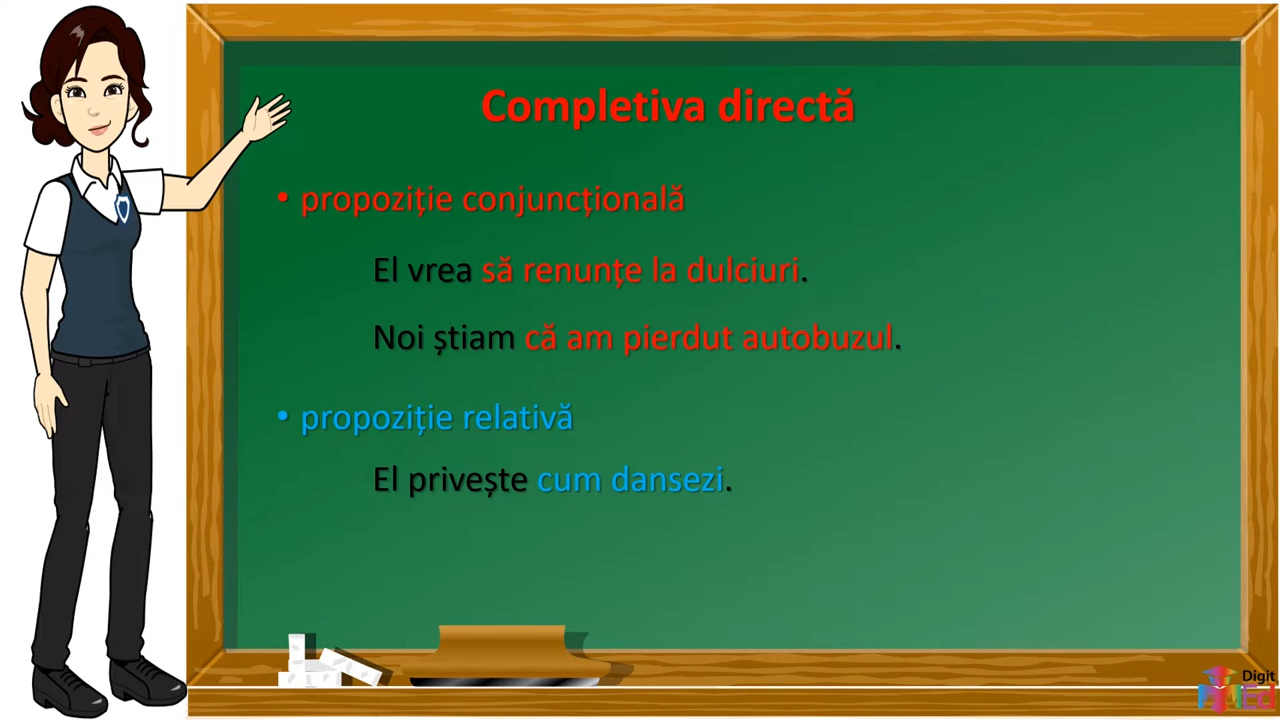 Completiva directă
• propoziție conjuncțională
El vrea să renunțe la dulciuri.
Noi știam că am pierdut autobuzul.
• propoziție relativă
El privește cum dansezi.
Digit